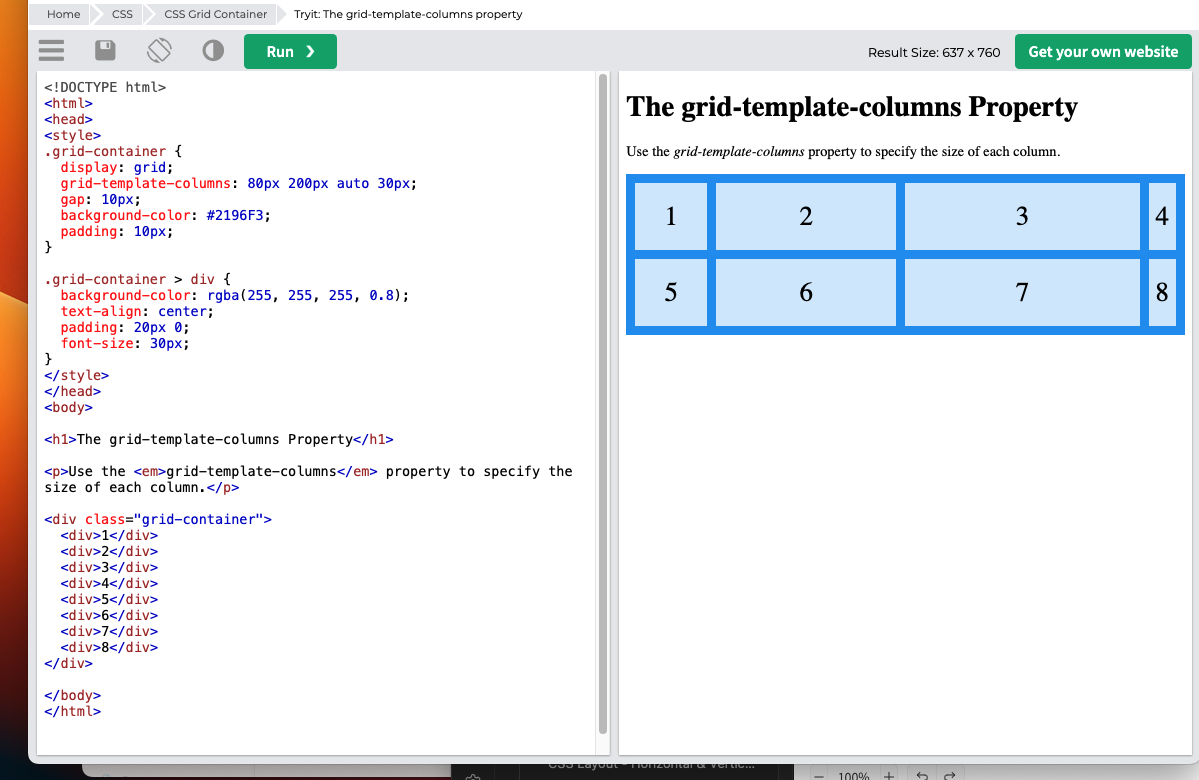 Home CSS CSS Grid Container Tryit: The grid-template-columns property
Run ❯ Result Size: 637 x 760 Get your own website
<!DOCTYPE html>
<html>
<head>
<style>
.grid-container {
  display: grid;
  grid-template-columns: 80px 200px auto 30px;
  gap: 10px;
  background-color: #2196F3;
  padding: 10px;
}

.grid-container > div {
  background-color: rgba(255, 255, 255, 0.8);
  text-align: center;
  padding: 20px 0;
  font-size: 30px;
}
</style>
</head>
<body>

<h1>The grid-template-columns Property</h1>

<p>Use the <em>grid-template-columns</em> property to specify the
size of each column.</p>

<div class="grid-container">
  <div>1</div>
  <div>2</div>
  <div>3</div>
  <div>4</div>
  <div>5</div>
  <div>6</div>
  <div>7</div>
  <div>8</div>
</div>

</body>
</html>
The grid-template-columns Property
Use the grid-template-columns property to specify the size of each column.
1 2 3 4
5 6 7 8
CSS Layout - Horizontal & Vertic...
100%